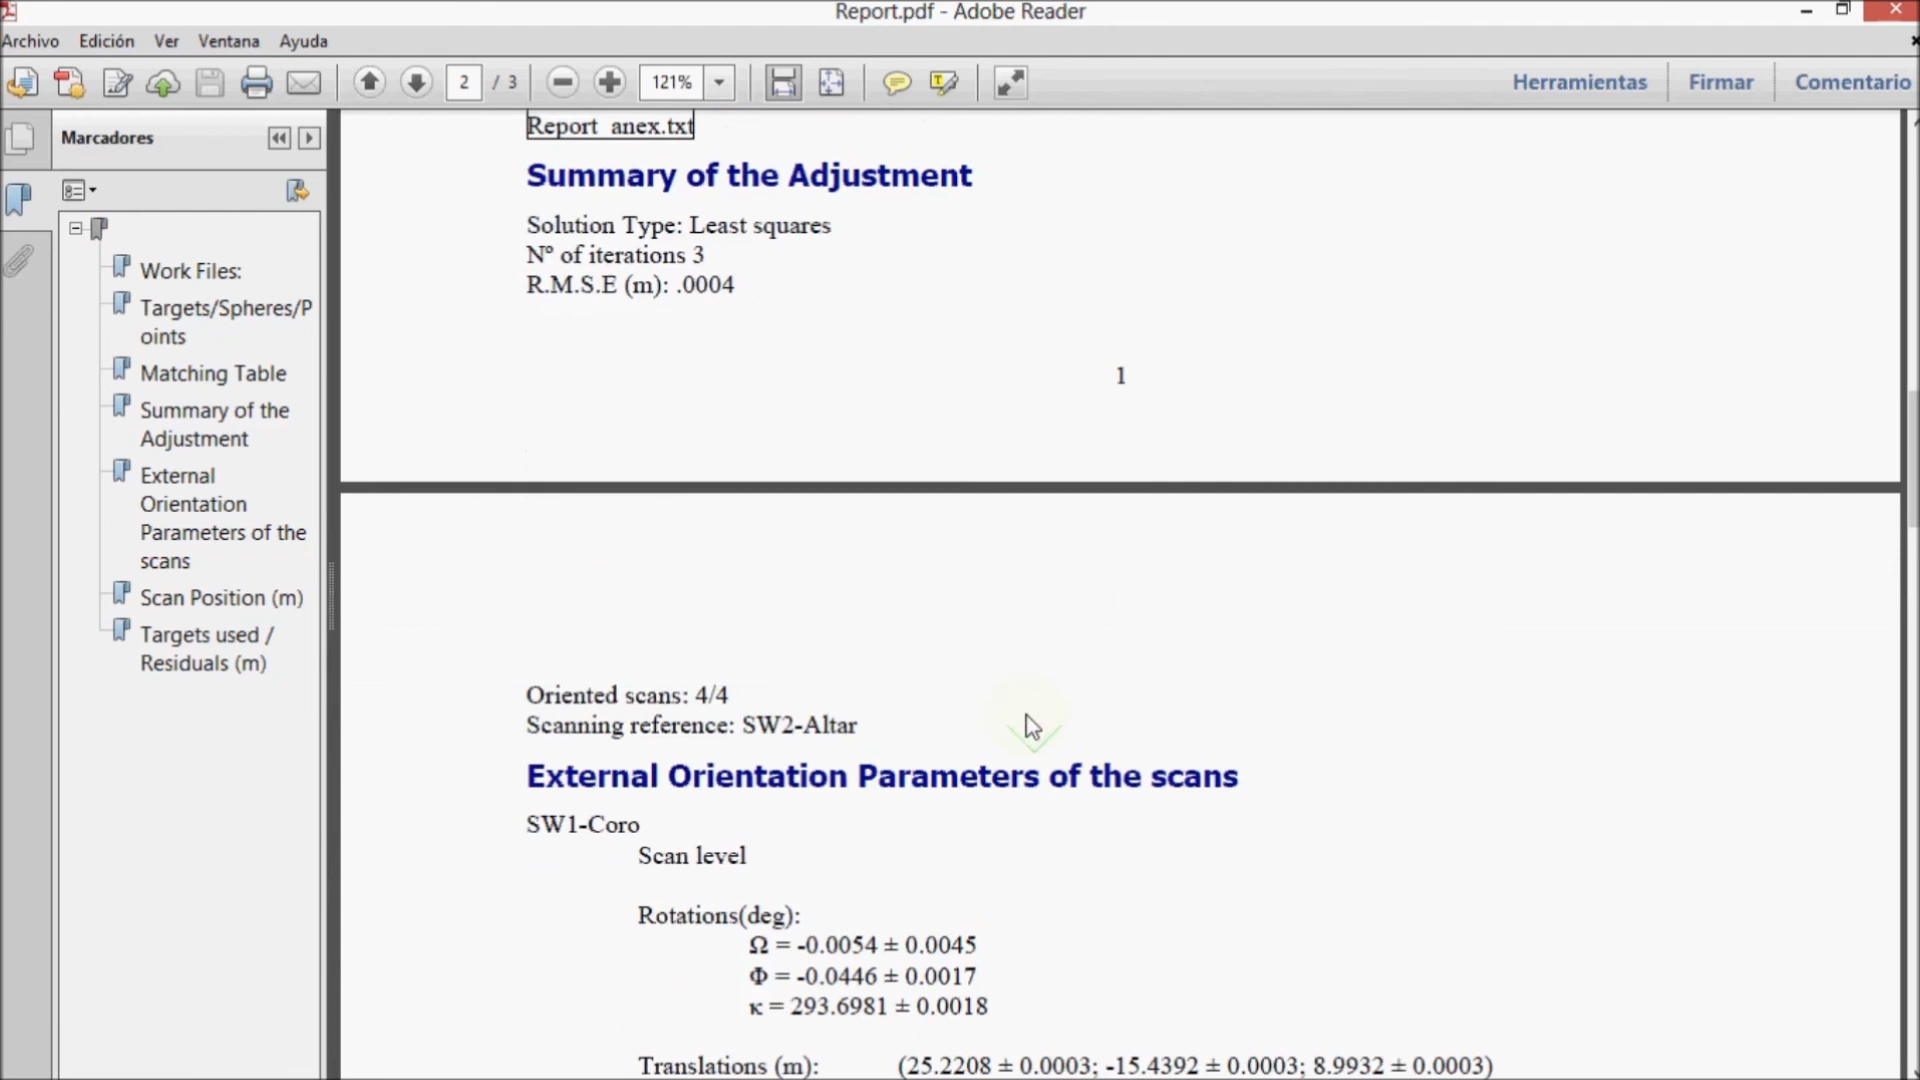 Report.pdf - Adobe Reader
Archivo Edición Ver Ventana Ayuda
2 / 3 121% Herramientas Firmar Comentario
Marcadores
Work Files:
Targets/Spheres/P
oints
Matching Table
Summary of the
Adjustment
External
Orientation
Parameters of the
scans
Scan Position (m)
Targets used /
Residuals (m)
Report_anex.txt
Summary of the Adjustment
Solution Type: Least squares
Nº of iterations 3
R.M.S.E (m): .0004
1
Oriented scans: 4/4
Scanning reference: SW2-Altar
External Orientation Parameters of the scans
SW1-Coro
Scan level
Rotations(deg):
Ω = -0.0054 ± 0.0045
Φ = -0.0446 ± 0.0017
κ = 293.6981 ± 0.0018
Translations (m): (25.2208 ± 0.0003; -15.4392 ± 0.0003; 8.9932 ± 0.0003)